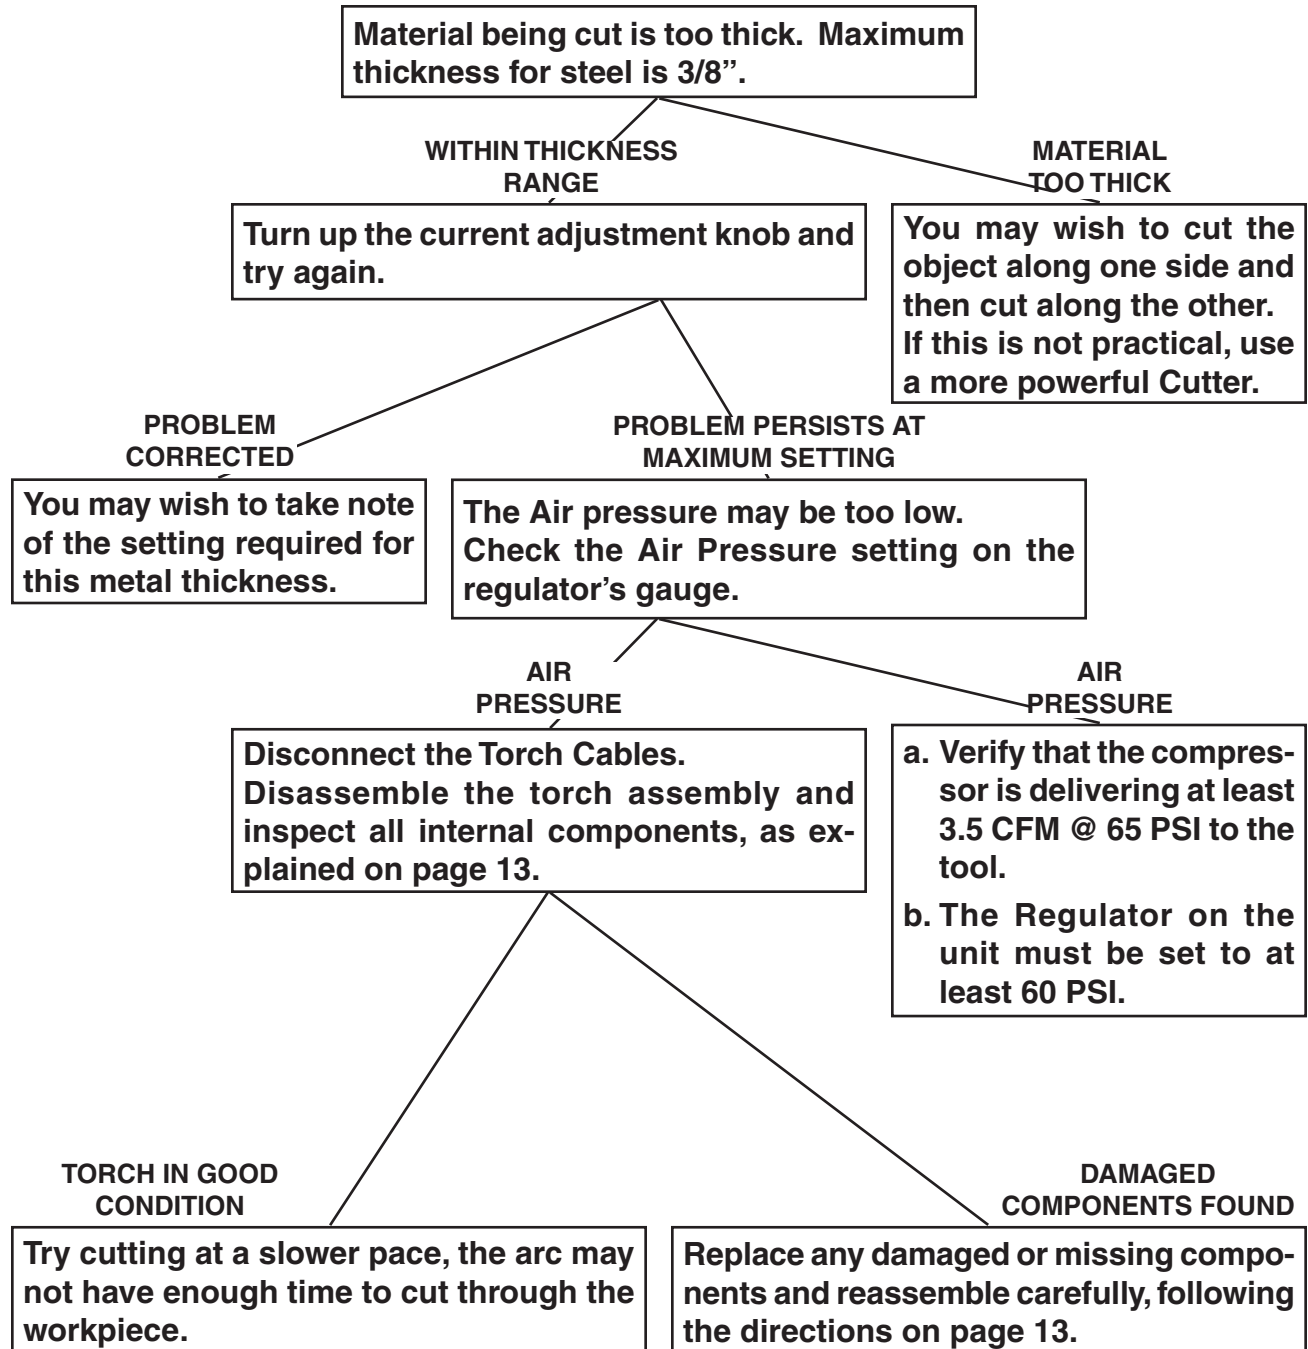 Material being cut is too thick. Maximum
thickness for steel is 3/8”.
WITHIN THICKNESS
RANGE
MATERIAL
TOO THICK
Turn up the current adjustment knob and
try again.
You may wish to cut the
object along one side and
then cut along the other.
If this is not practical, use
a more powerful Cutter.
PROBLEM
CORRECTED
PROBLEM PERSISTS AT
MAXIMUM SETTING
You may wish to take note
of the setting required for
this metal thickness.
The Air pressure may be too low.
Check the Air Pressure setting on the
regulator’s gauge.
AIR
PRESSURE
AIR
PRESSURE
Disconnect the Torch Cables.
Disassemble the torch assembly and
inspect all internal components, as ex-
plained on page 13.
a. Verify that the compres-
sor is delivering at least
3.5 CFM @ 65 PSI to the
tool.
b. The Regulator on the
unit must be set to at
least 60 PSI.
TORCH IN GOOD
CONDITION
DAMAGED
COMPONENTS FOUND
Try cutting at a slower pace, the arc may
not have enough time to cut through the
workpiece.
Replace any damaged or missing compo-
nents and reassemble carefully, following
the directions on page 13.